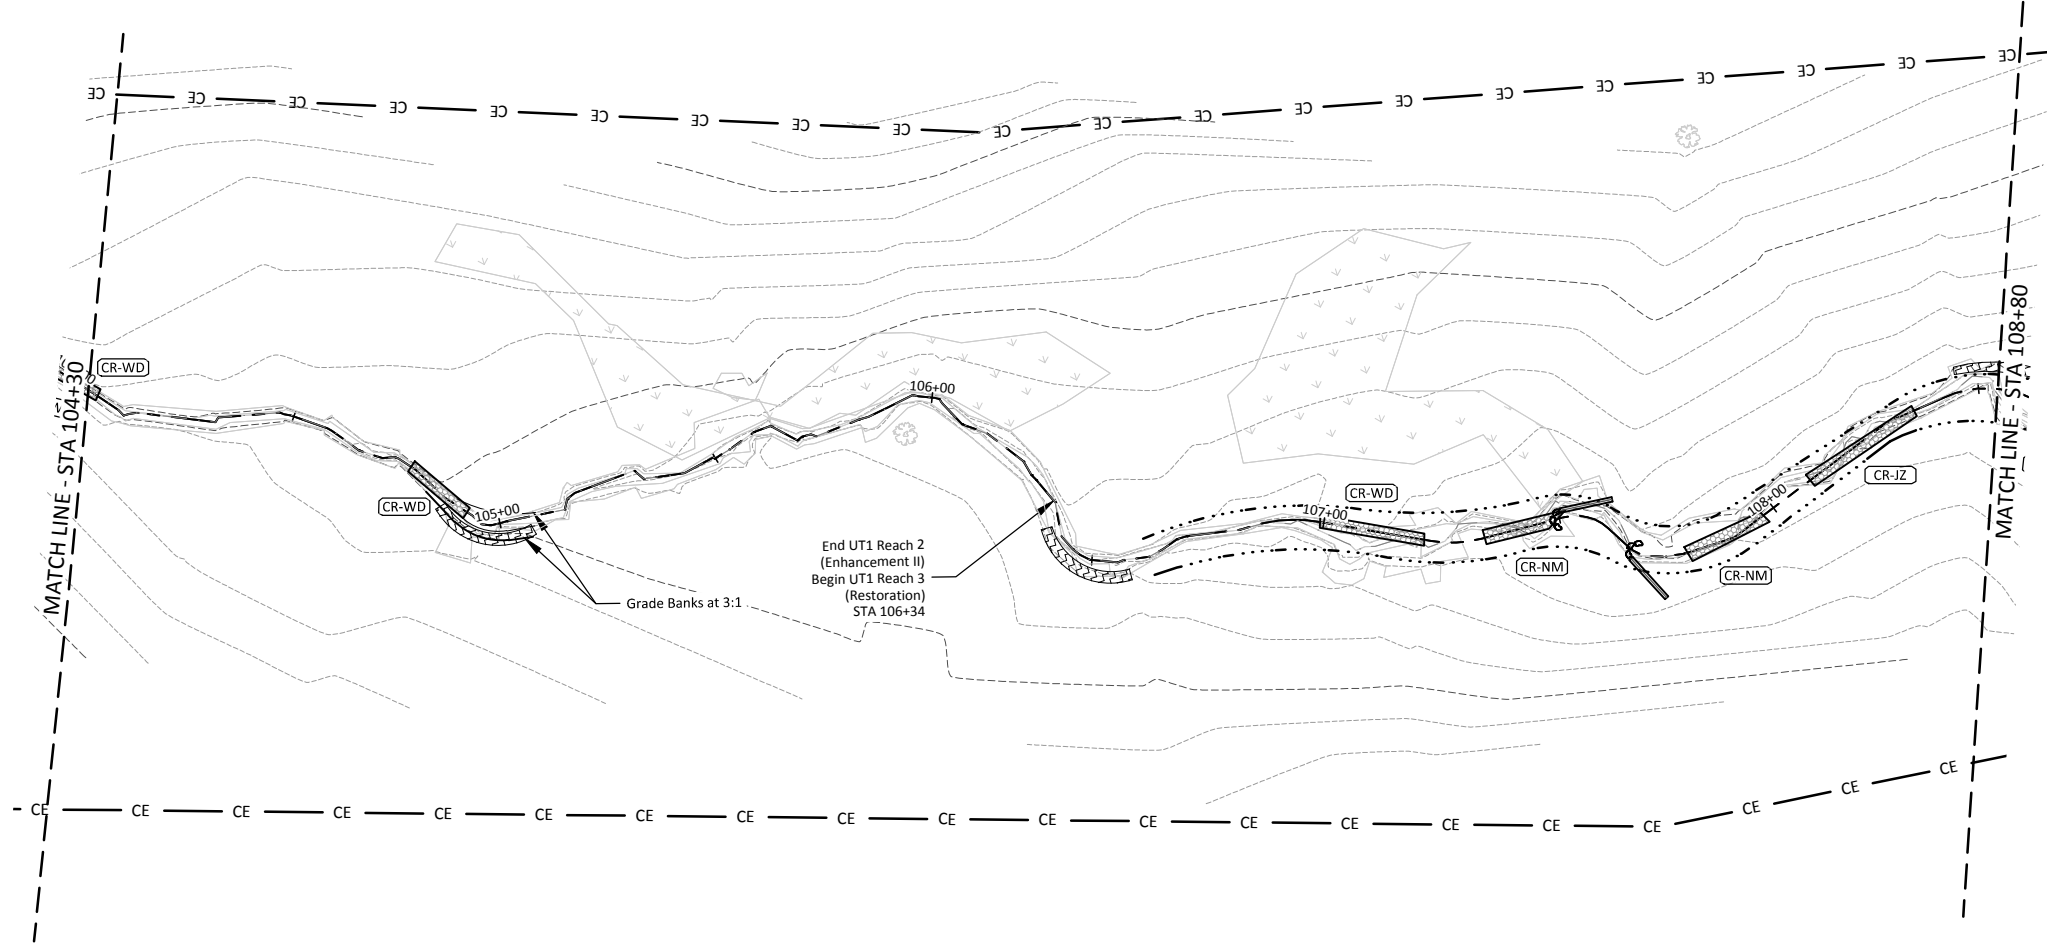 CE CE CE CE CE CE CE CE CE CE CE CE CE CE CE CE CE CE CE CE
MATCH LINE - STA 104+30
CR-WD
CR-WD
105+00
Grade Banks at 3:1
106+00
End UT1 Reach 2
(Enhancement II)
Begin UT1 Reach 3
(Restoration)
STA 106+34
107+00
CR-WD
CR-NM
CR-NM
108+00
CR-JZ
MATCH LINE - STA 108+80
CE CE CE CE CE CE CE CE CE CE CE CE CE CE CE CE CE CE CE CE